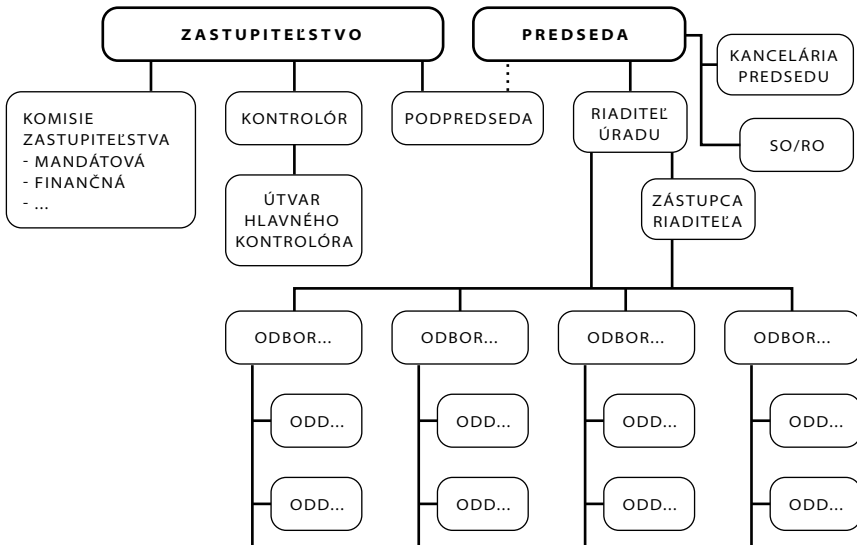 ZASTUPITEĽSTVO
PREDSEDA
KANCELÁRIA
PREDSEDU
KOMISIE
ZASTUPITEĽSTVA
- MANDÁTOVÁ
- FINANČNÁ
- ...
KONTROLÓR
PODPREDSEDA
RIADITEĽ
ÚRADU
SO/RO
ÚTVAR
HLAVNÉHO
KONTROLÓRA
ZÁSTUPCA
RIADITEĽA
ODBOR...
ODBOR...
ODBOR...
ODBOR...
ODD...
ODD...
ODD...
ODD...
ODD...
ODD...
ODD...
ODD...